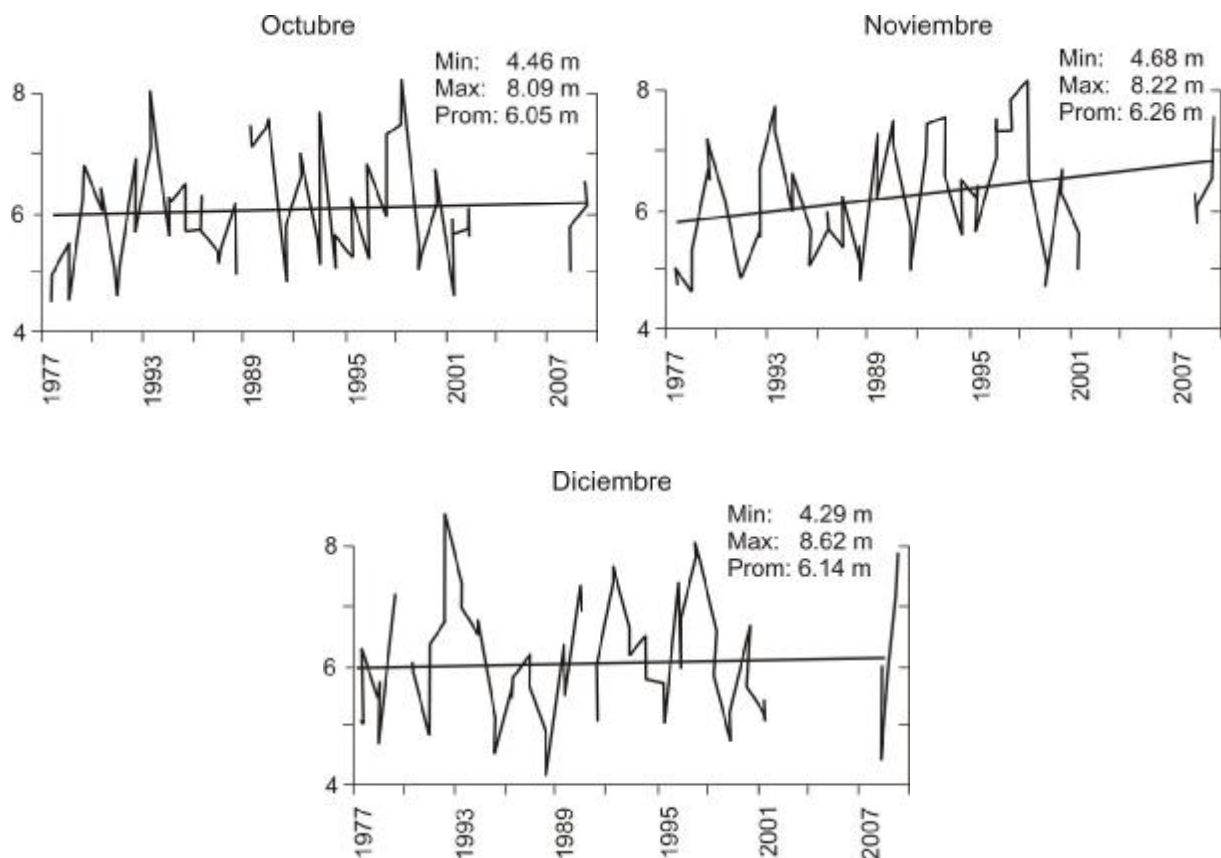 Octubre
Min: 4.46 m
Max: 8.09 m
Prom: 6.05 m
8
6
4
1977
1993
1989
1995
2001
2007
Noviembre
Min: 4.68 m
Max: 8.22 m
Prom: 6.26 m
8
6
4
1977
1993
1989
1995
2001
2007
Diciembre
Min: 4.29 m
Max: 8.62 m
Prom: 6.14 m
8
6
4
1977
1993
1989
1995
2001
2007